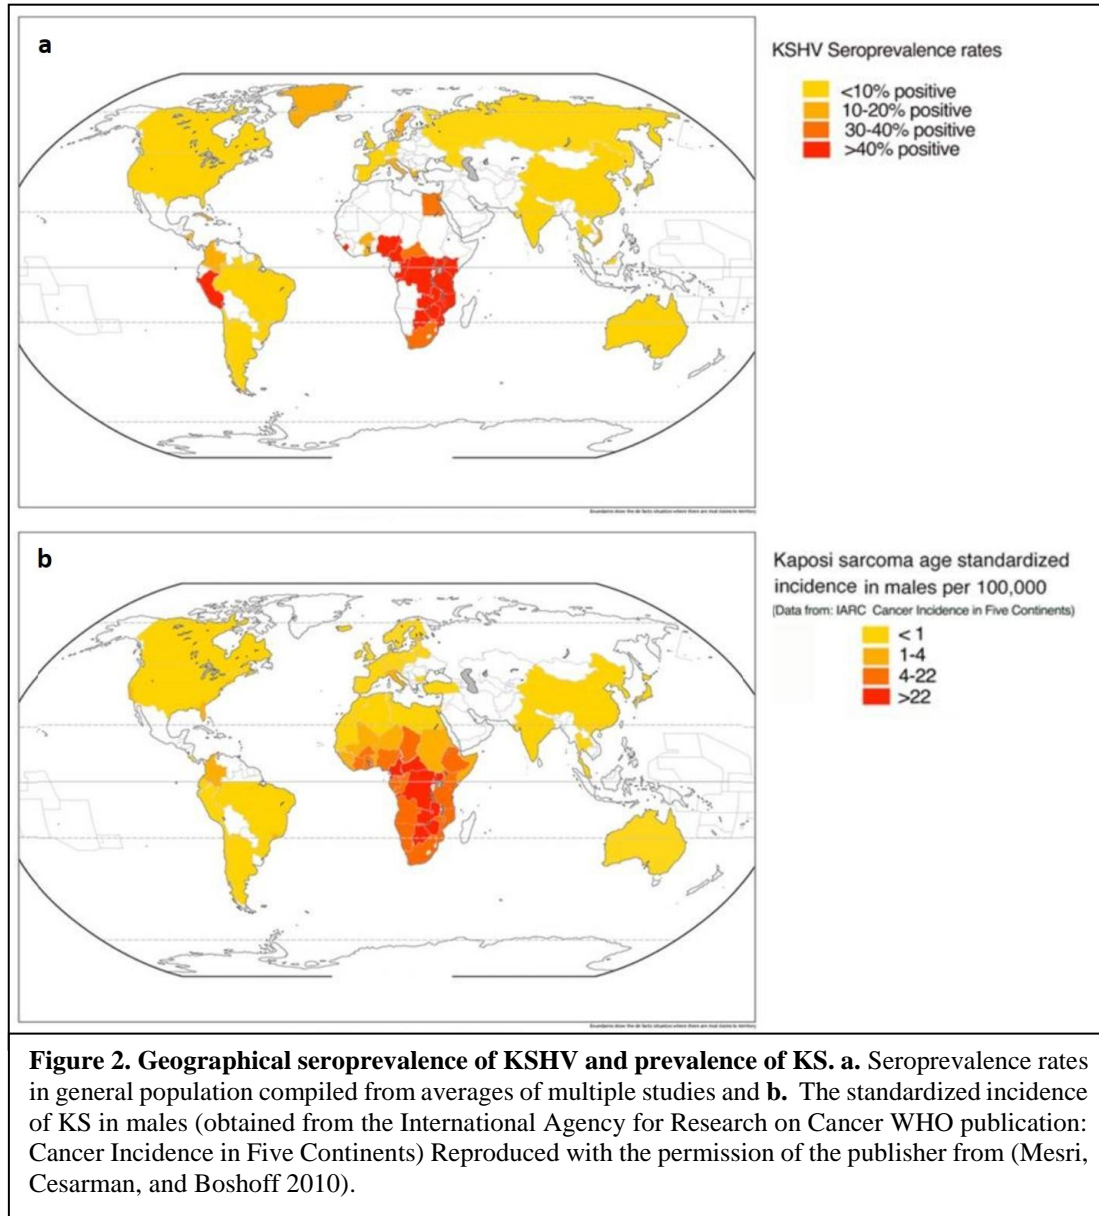 a
KSHV Seroprevalence rates
<10% positive
10-20% positive
30-40% positive
>40% positive
b
Kaposi sarcoma age standardized
incidence in males per 100,000
(Data from: IARC Cancer Incidence in Five Continents)
< 1
1-4
4-22
>22
Figure 2. Geographical seroprevalence of KSHV and prevalence of KS. a. Seroprevalence rates
in general population compiled from averages of multiple studies and b. The standardized incidence
of KS in males (obtained from the International Agency for Research on Cancer WHO publication:
Cancer Incidence in Five Continents) Reproduced with the permission of the publisher from (Mesri,
Cesarman, and Boshoff 2010).